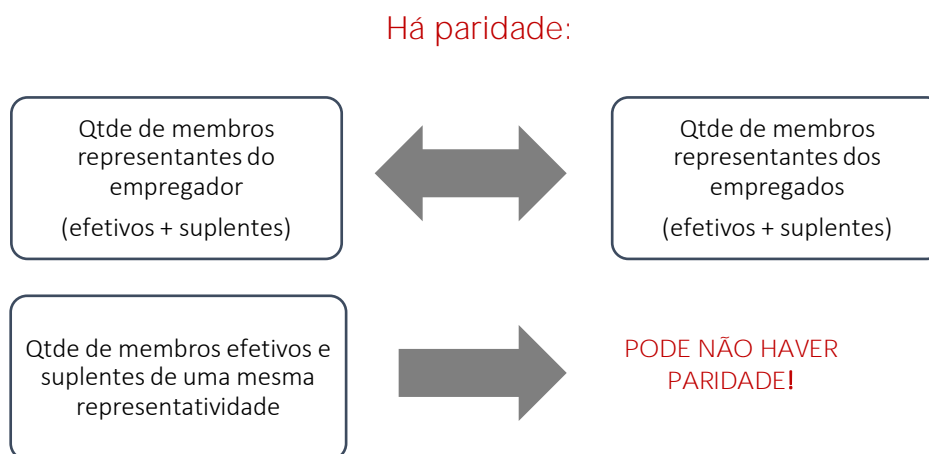 Há paridade:
Qtde de membros
representantes do
empregador
(efetivos + suplentes)
Qtde de membros
representantes dos
empregados
(efetivos + suplentes)
Qtde de membros efetivos e
suplentes de uma mesma
representatividade
PODE NÃO HAVER
PARIDADE!